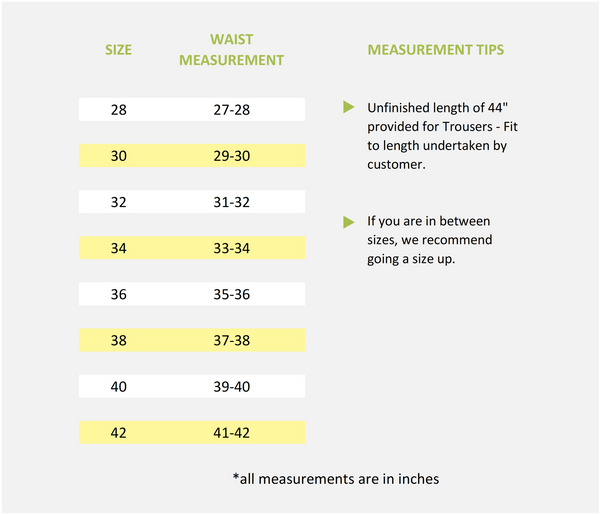 SIZE
WAIST
MEASUREMENT
28 27-28
30 29-30
32 31-32
34 33-34
36 35-36
38 37-38
40 39-40
42 41-42
MEASUREMENT TIPS
Unfinished length of 44"
provided for Trousers - Fit
to length undertaken by
customer.
If you are in between
sizes, we recommend
going a size up.
*all measurements are in inches